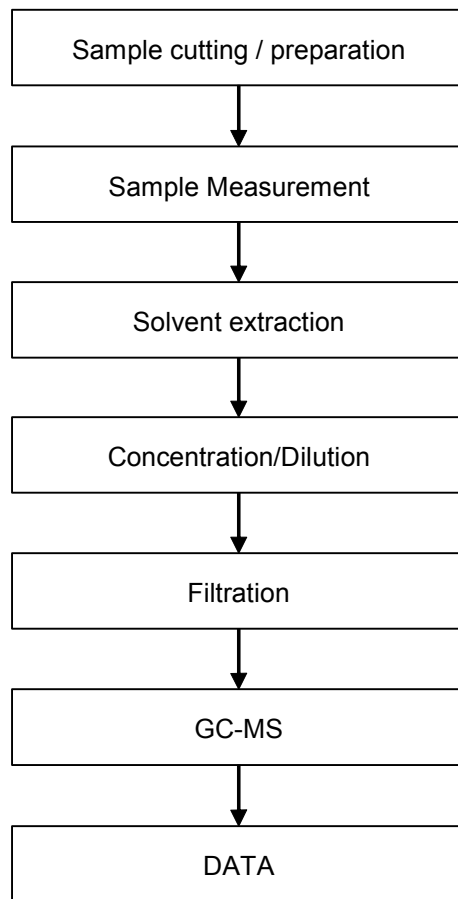 Sample cutting / preparation
Sample Measurement
Solvent extraction
Concentration/Dilution
Filtration
GC-MS
DATA